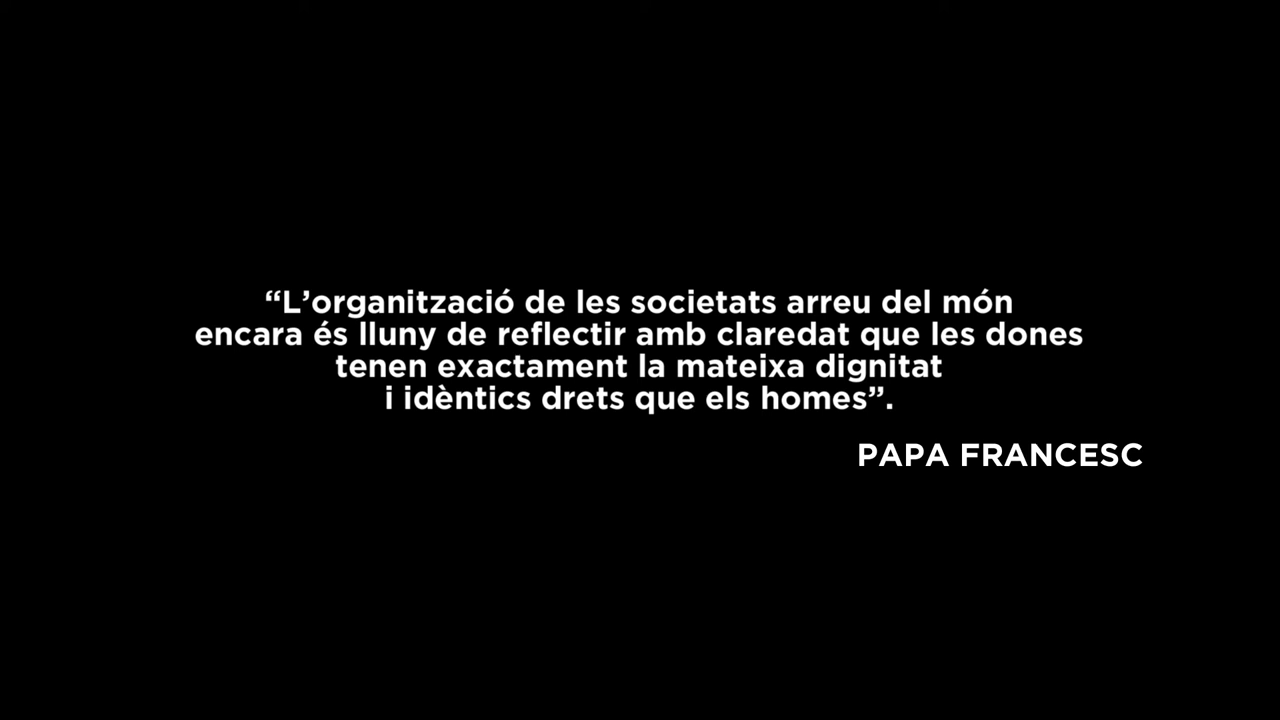 “L’organització de les societats arreu del món
encara és lluny de reflectir amb claredat que les dones
tenen exactament la mateixa dignitat
i idèntics drets que els homes”.
PAPA FRANCESC